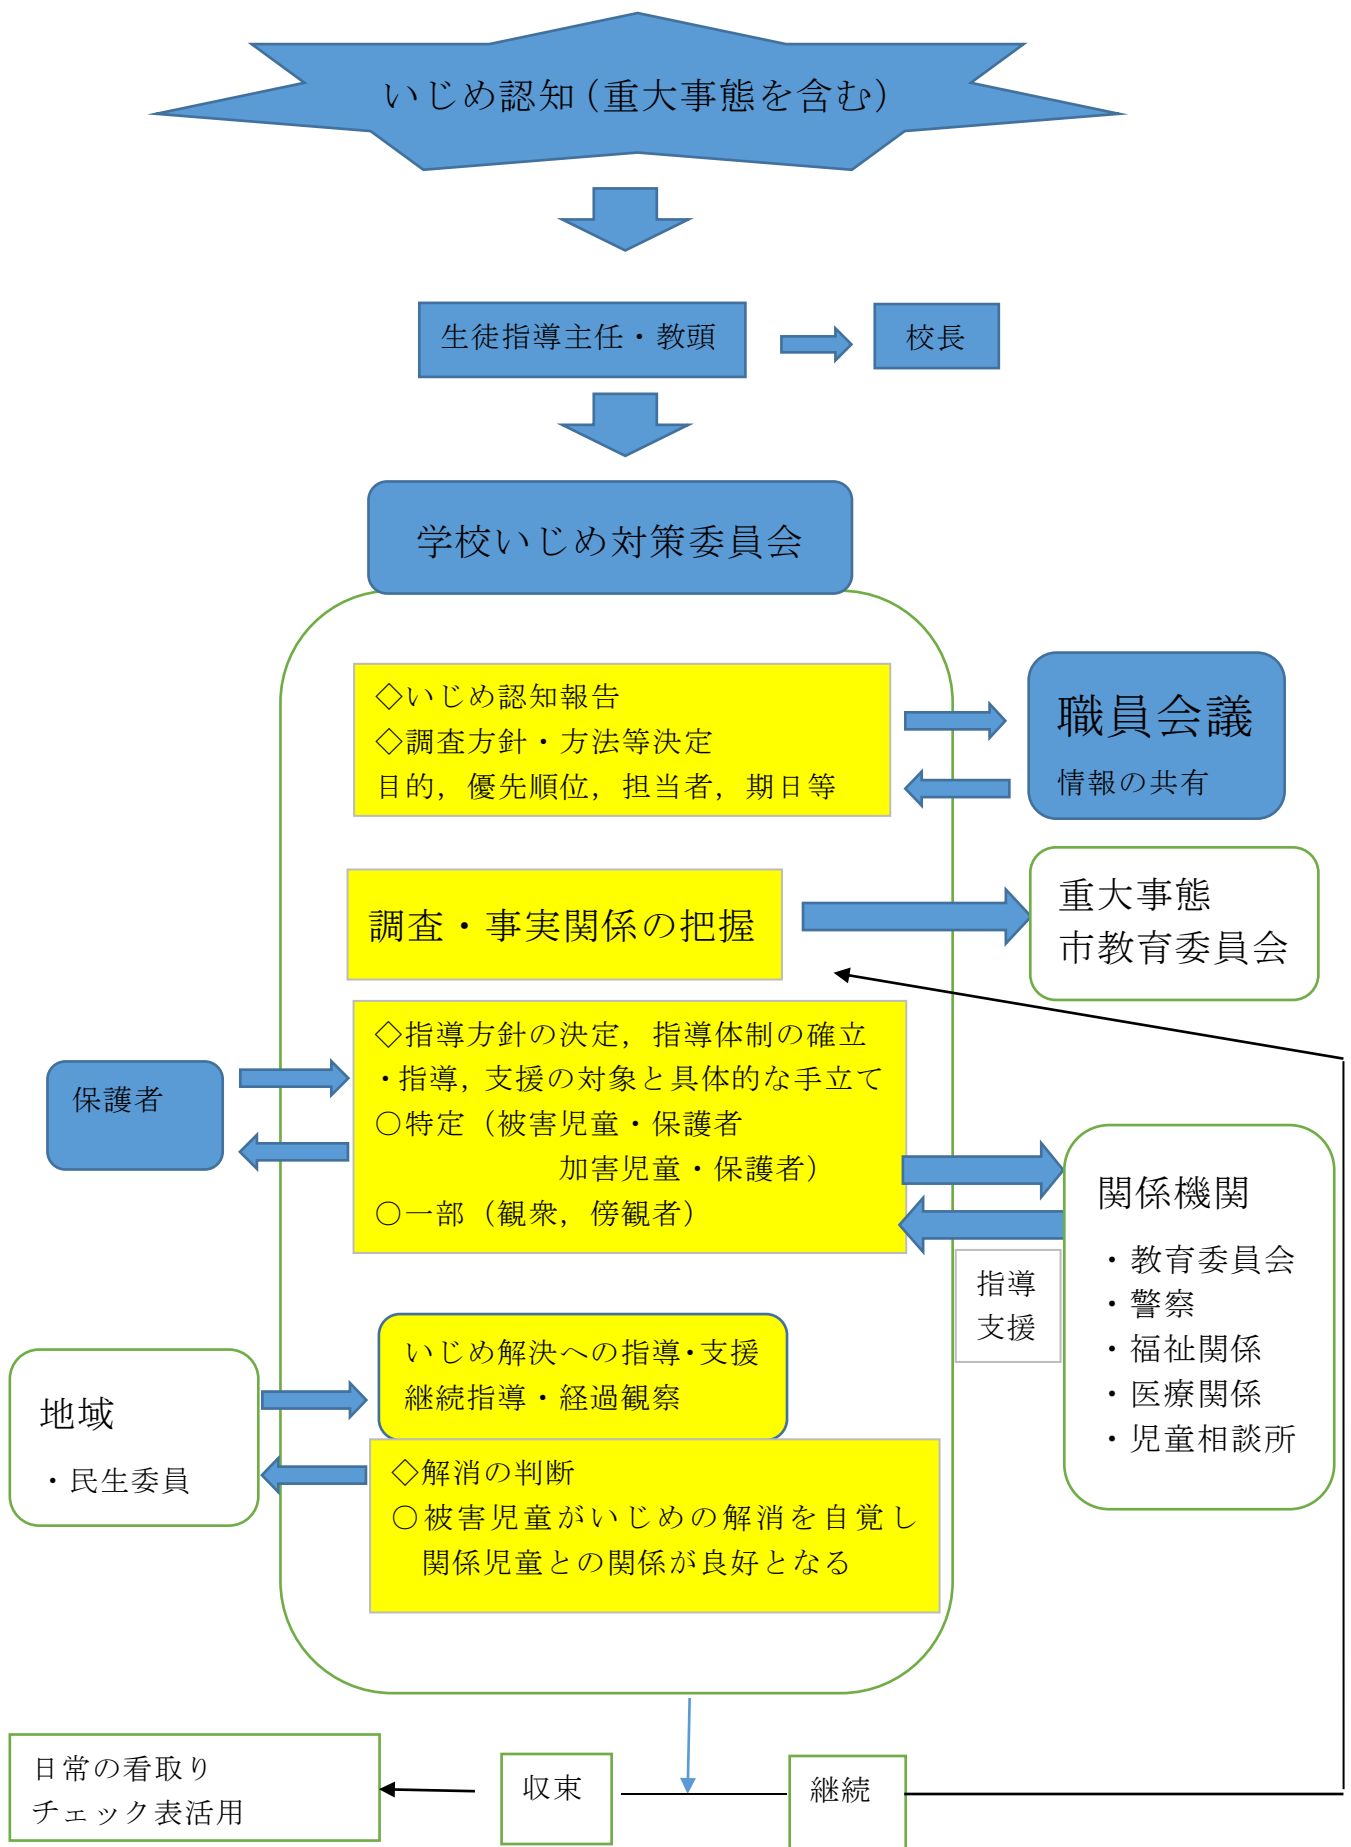 いじめ認知(重大事態を含む)
生徒指導主任・教頭
校長
学校いじめ対策委員会
◇いじめ認知報告
◇調査方針・方法等決定
目的，優先順位，担当者，期日等
職員会議
情報の共有
調査・事実関係の把握
重大事態
市教育委員会
保護者
◇指導方針の決定，指導体制の確立
・指導，支援の対象と具体的な手立て
○特定（被害児童・保護者
加害児童・保護者）
○一部（観衆，傍観者）
関係機関
・教育委員会
・警察
・福祉関係
・医療関係
・児童相談所
指導
支援
地域
・民生委員
いじめ解決への指導・支援
継続指導・経過観察
◇解消の判断
○被害児童がいじめの解消を自覚し
関係児童との関係が良好となる
日常の看取り
チェック表活用
収束
継続